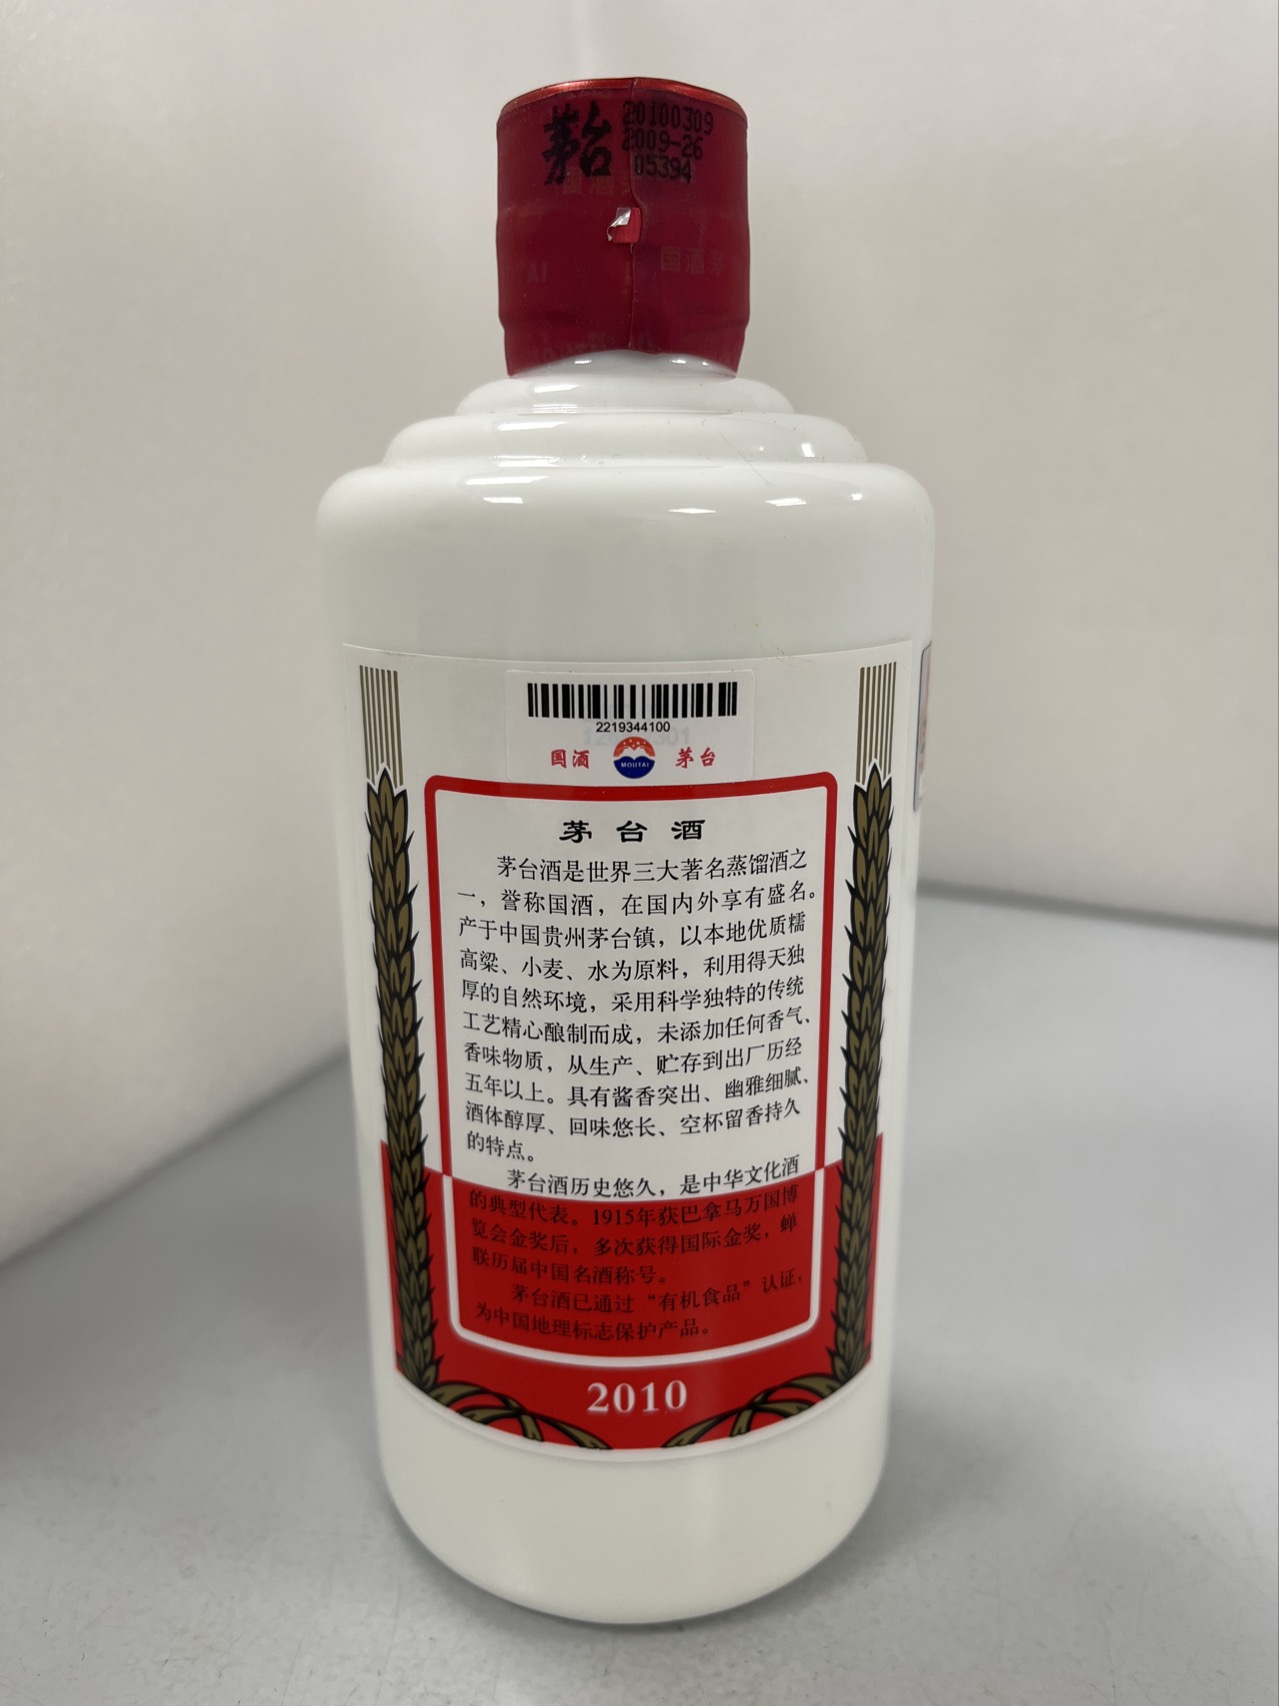 茅台
20100309
2009-26
05394
国酒茅
TAI
2219344100
国酒 MOUTAI 茅台
茅台酒
茅台酒是世界三大著名蒸馏酒之
一，誉称国酒，在国内外享有盛名。
产于中国贵州茅台镇，以本地优质糯
高粱、小麦、水为原料，利用得天独
厚的自然环境，采用科学独特的传统
工艺精心酿制而成，未添加任何香气、
香味物质，从生产、贮存到出厂历经
五年以上。具有酱香突出、幽雅细腻、
酒体醇厚、回味悠长、空杯留香持久
的特点。
茅台酒历史悠久，是中华文化酒
的典型代表。1915年获巴拿马万国博
览会金奖后，多次获得国际金奖，蝉
联历届中国名酒称号。
茅台酒已通过“有机食品”认证，
为中国地理标志保护产品。
2010